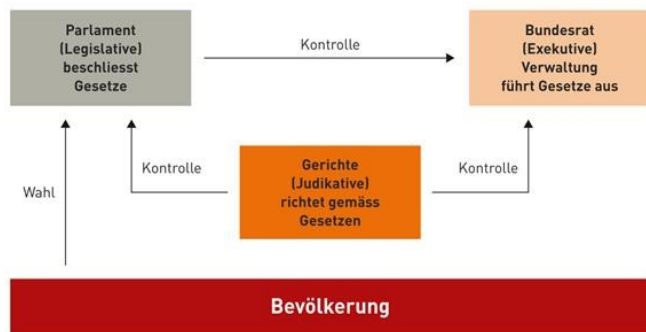 Parlament
(Legislative)
beschliesst
Gesetze
Kontrolle
Bundesrat
(Exekutive)
Verwaltung
führt Gesetze aus
Wahl
Kontrolle
Gerichte
(Judikative)
richtet gemäss
Gesetzen
Kontrolle
Bevölkerung